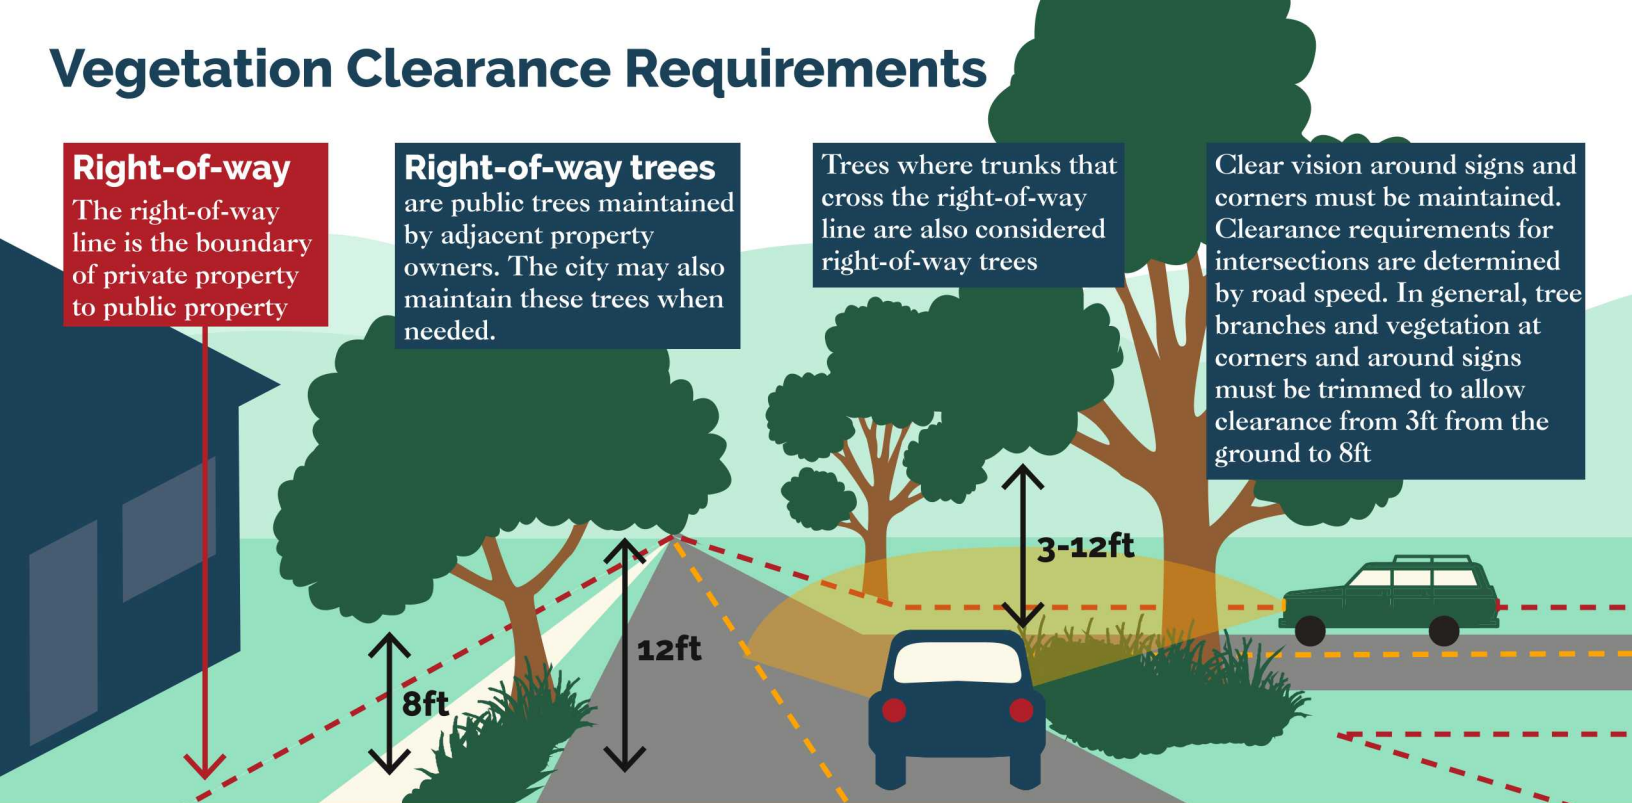 Vegetation Clearance Requirements
Right-of-way
The right-of-way
line is the boundary
of private property
to public property
Right-of-way trees
are public trees maintained
by adjacent property
owners. The city may also
maintain these trees when
needed.
Trees where trunks that
cross the right-of-way
line are also considered
right-of-way trees
Clear vision around signs and
corners must be maintained.
Clearance requirements for
intersections are determined
by road speed. In general, tree
branches and vegetation at
corners and around signs
must be trimmed to allow
clearance from 3ft from the
ground to 8ft
3-12ft
12ft
8ft